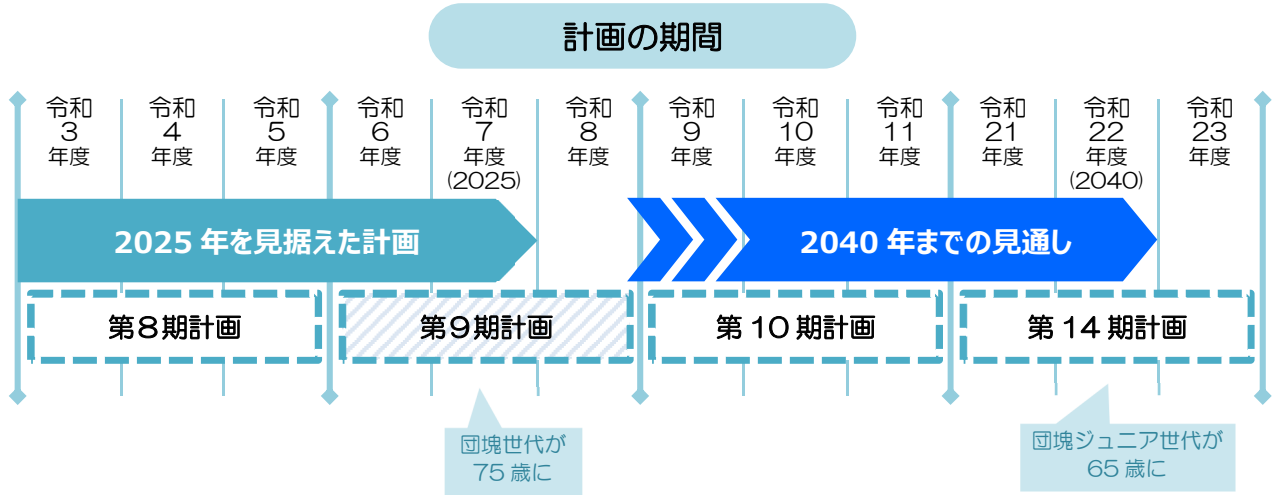 計画の期間
令和
3
年度
令和
4
年度
令和
5
年度
令和
6
年度
令和
7
年度
(2025)
令和
8
年度
令和
9
年度
令和
10
年度
令和
11
年度
令和
21
年度
令和
22
年度
(2040)
令和
23
年度
2025 年を見据えた計画
2040 年までの見通し
第8期計画
第9期計画
第 10 期計画
第 14 期計画
団塊世代が
75 歳に
団塊ジュニア世代が
65 歳に